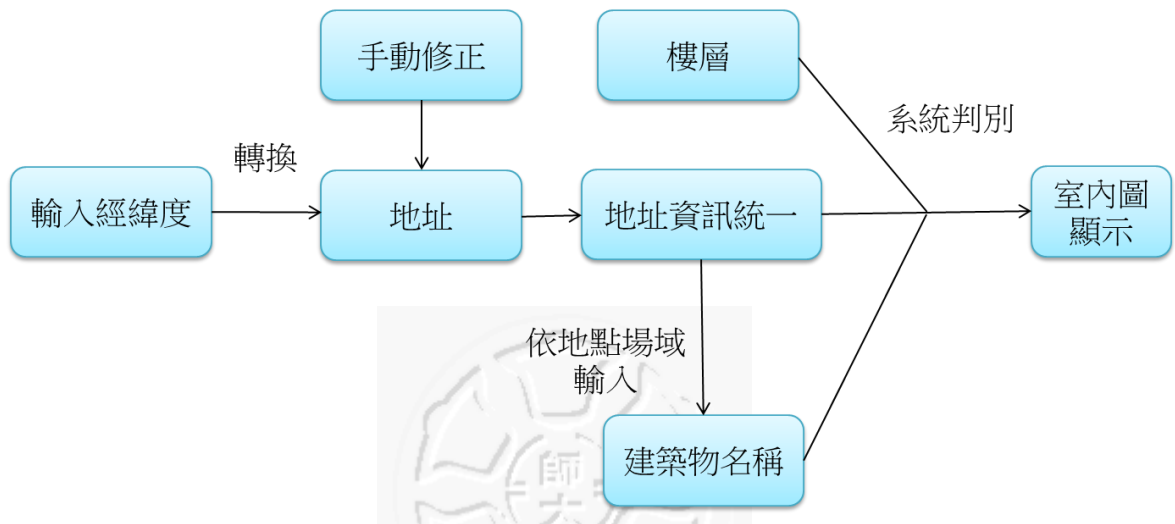 手動修正
樓層
系統判別
轉換
輸入經緯度
地址
地址資訊統一
室內圖
顯示
依地點場域
輸入
建築物名稱
師
大